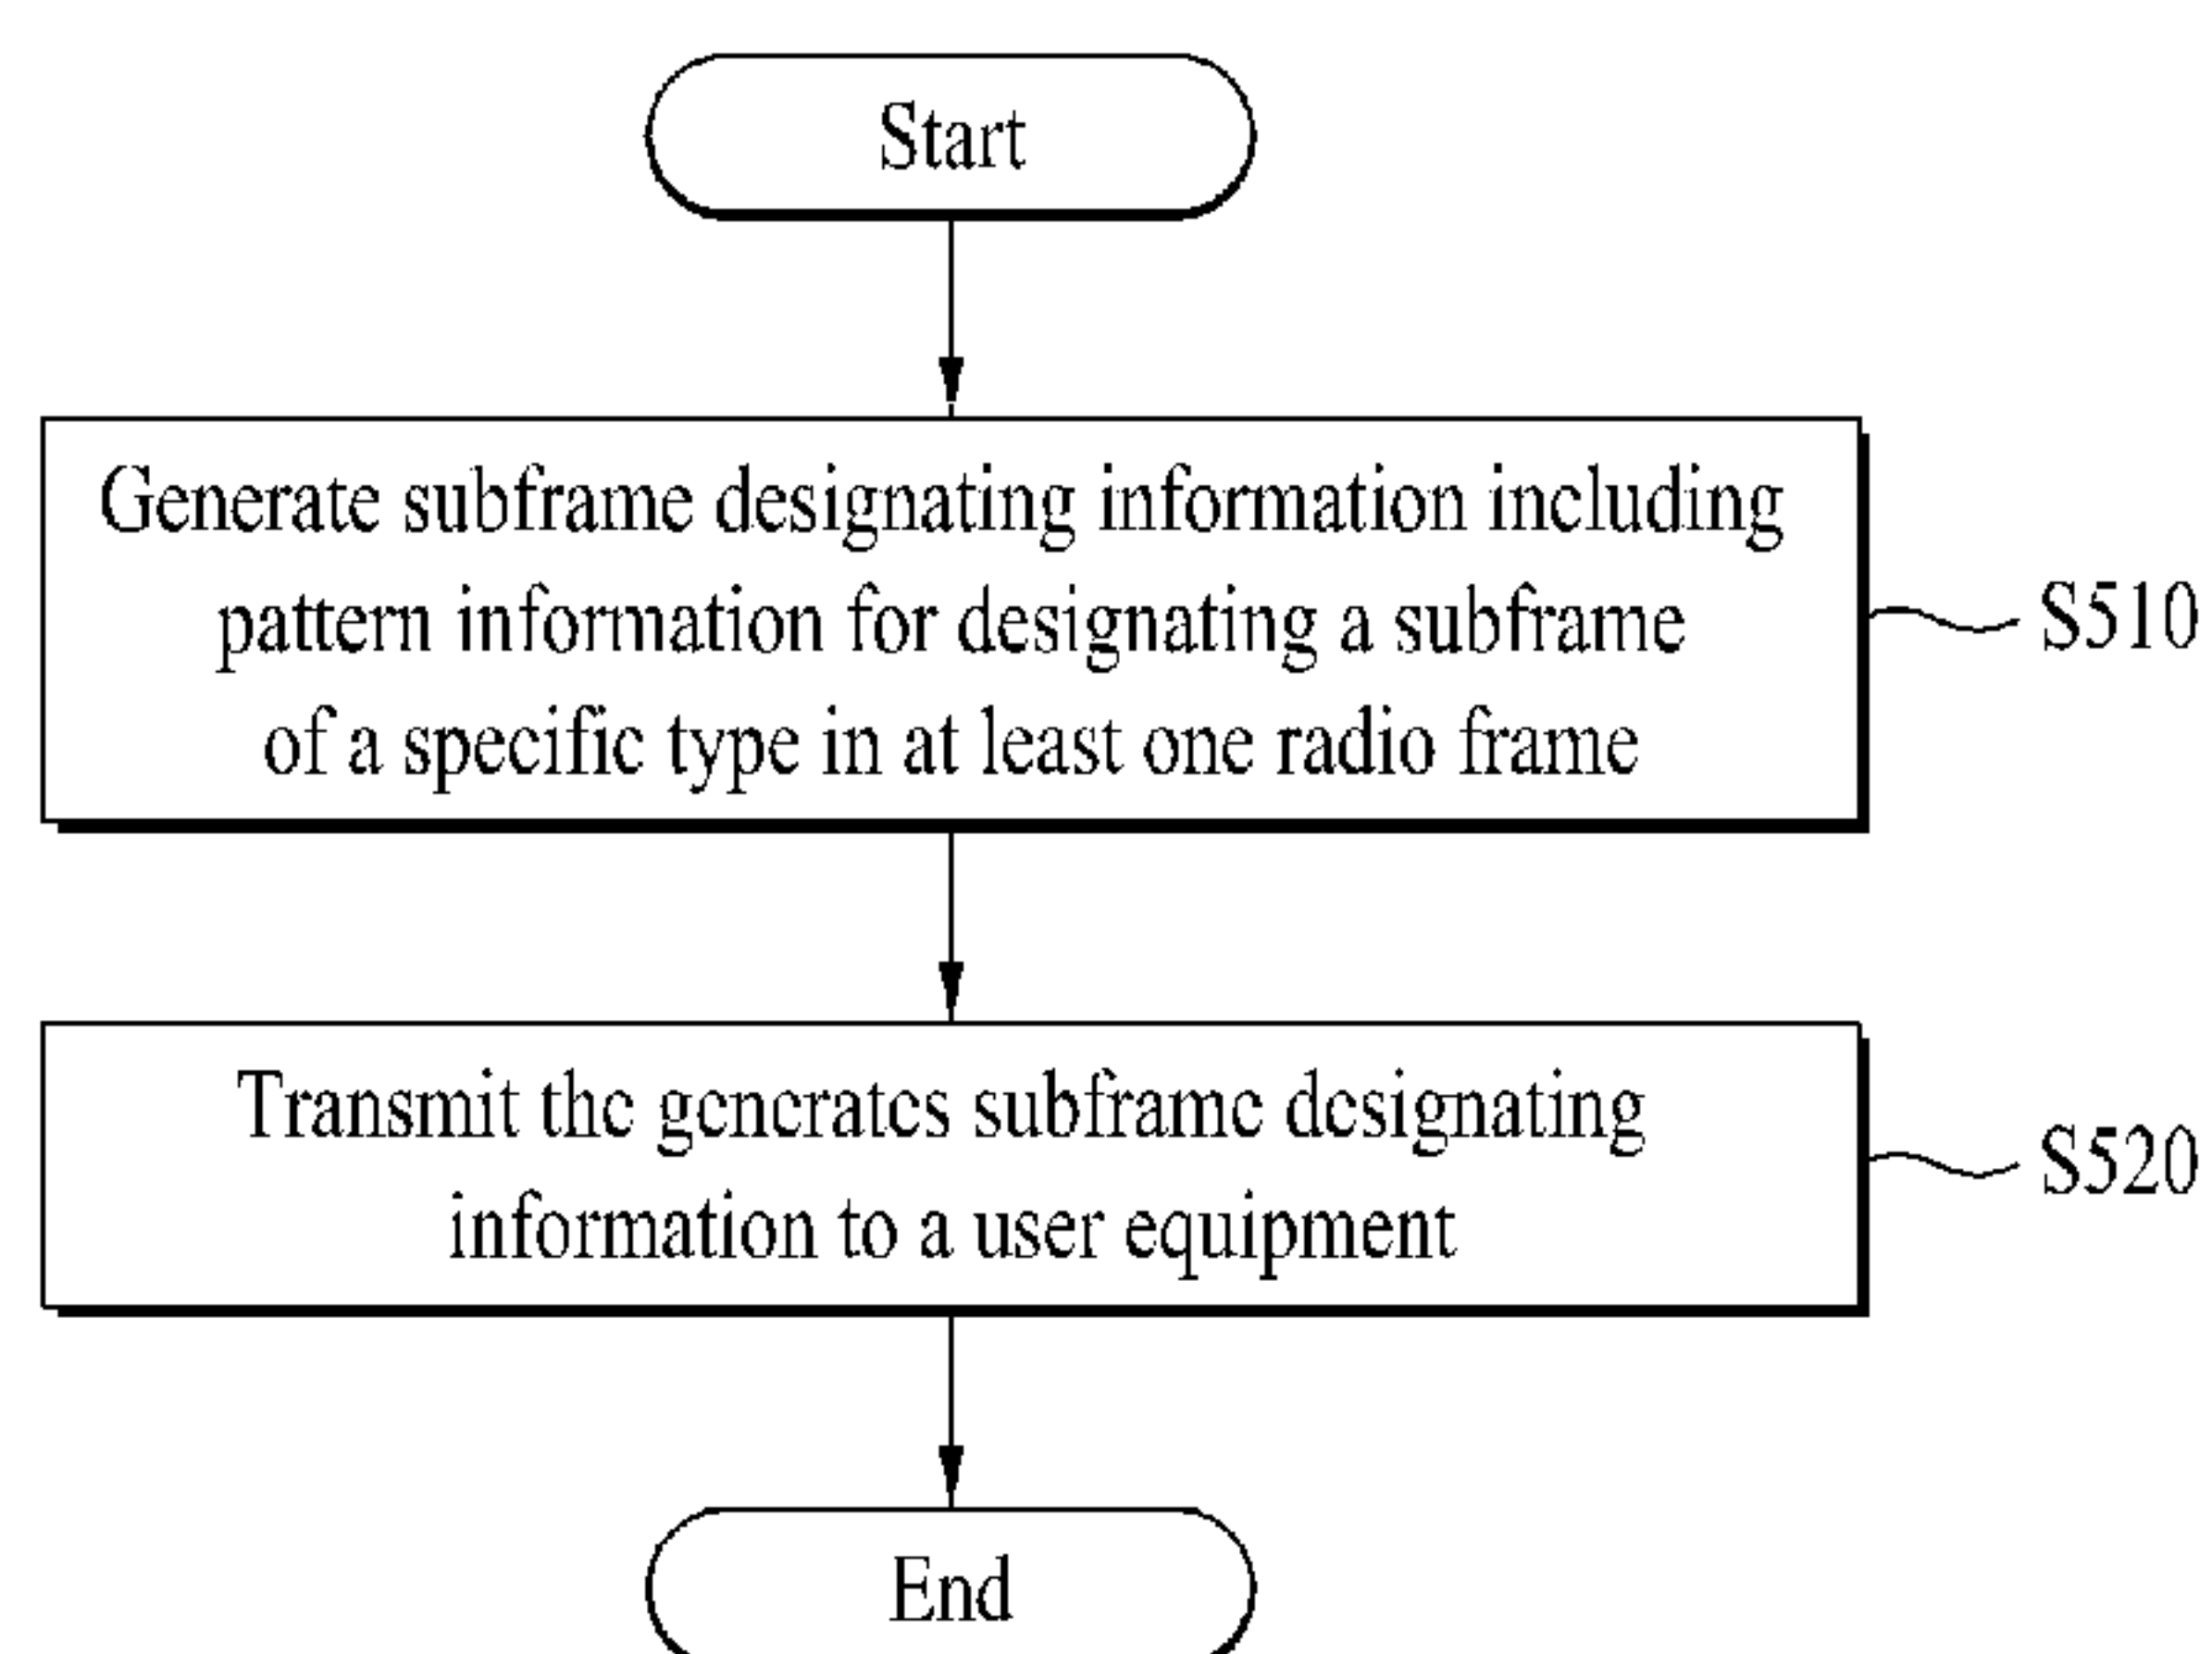 Start
Generate subframe designating information including
pattern information for designating a subframe
of a specific type in at least one radio frame
S510
Transmit the generates subframe designating
information to a user equipment
S520
End